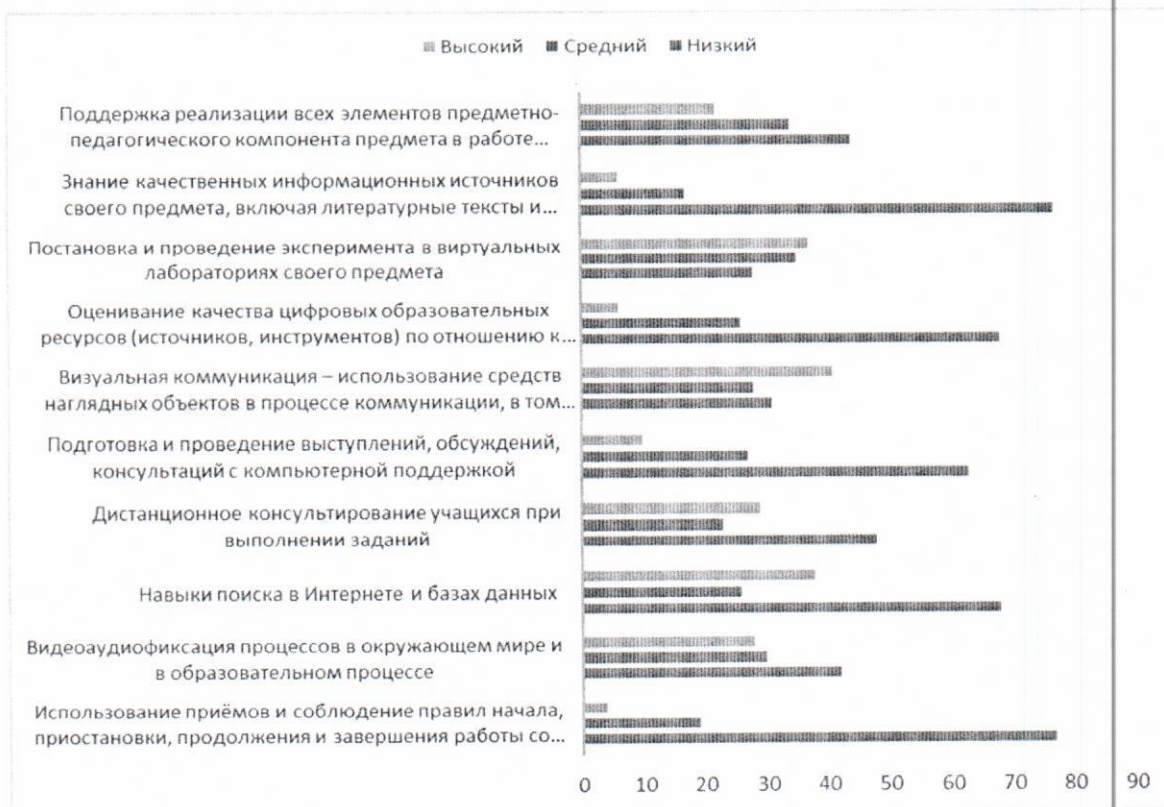 Высокий Средний Низкий
Поддержка реализации всех элементов предметно-
педагогического компонента предмета в работе...
Знание качественных информационных источников
своего предмета, включая литературные тексты и...
Постановка и проведение эксперимента в виртуальных
лабораториях своего предмета
Оценивание качества цифровых образовательных
ресурсов (источников, инструментов) по отношению к...
Визуальная коммуникация – использование средств
наглядных объектов в процессе коммуникации, в том...
Подготовка и проведение выступлений, обсуждений,
консультаций с компьютерной поддержкой
Дистанционное консультирование учащихся при
выполнении заданий
Навыки поиска в Интернете и базах данных
Видеоаудиофиксация процессов в окружающем мире и
в образовательном процессе
Использование приёмов и соблюдение правил начала,
приостановки, продолжения и завершения работы со...
0 10 20 30 40 50 60 70 80 90